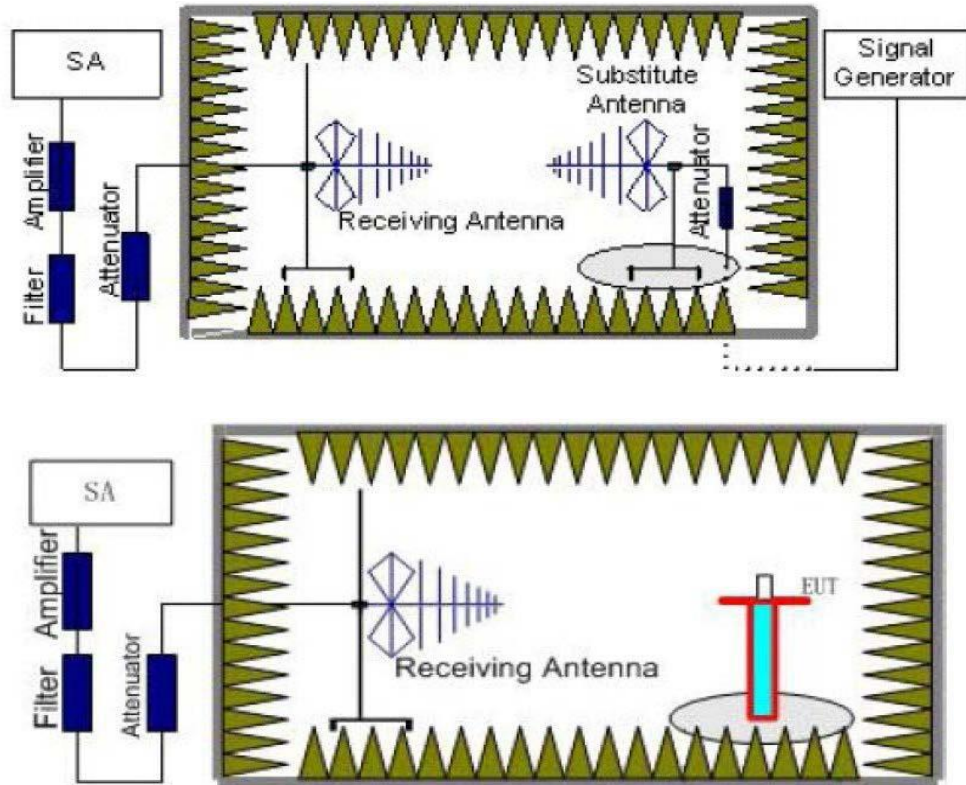 SA
Amplifier
Filter
Attenuator
Receiving Antenna
Substitute
Antenna
Attenuator
Signal
Generator
SA
Amplifier
Filter
Attenuator
Receiving Antenna
EUT